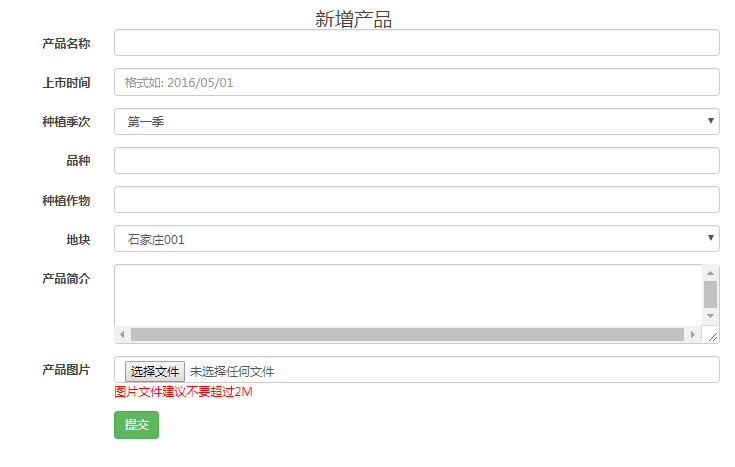 新增产品
产品名称
上市时间 格式如: 2016/05/01
种植季次 第一季
品种
种植作物
地块 石家庄001
产品简介
产品图片 选择文件 未选择任何文件
图片文件建议不要超过2M
提交